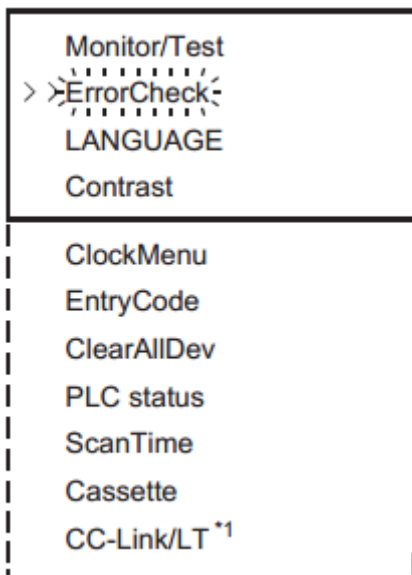 Monitor/Test
> >ErrorCheck
LANGUAGE
Contrast
ClockMenu
EntryCode
ClearAllDev
PLC status
ScanTime
Cassette
CC-Link/LT *1